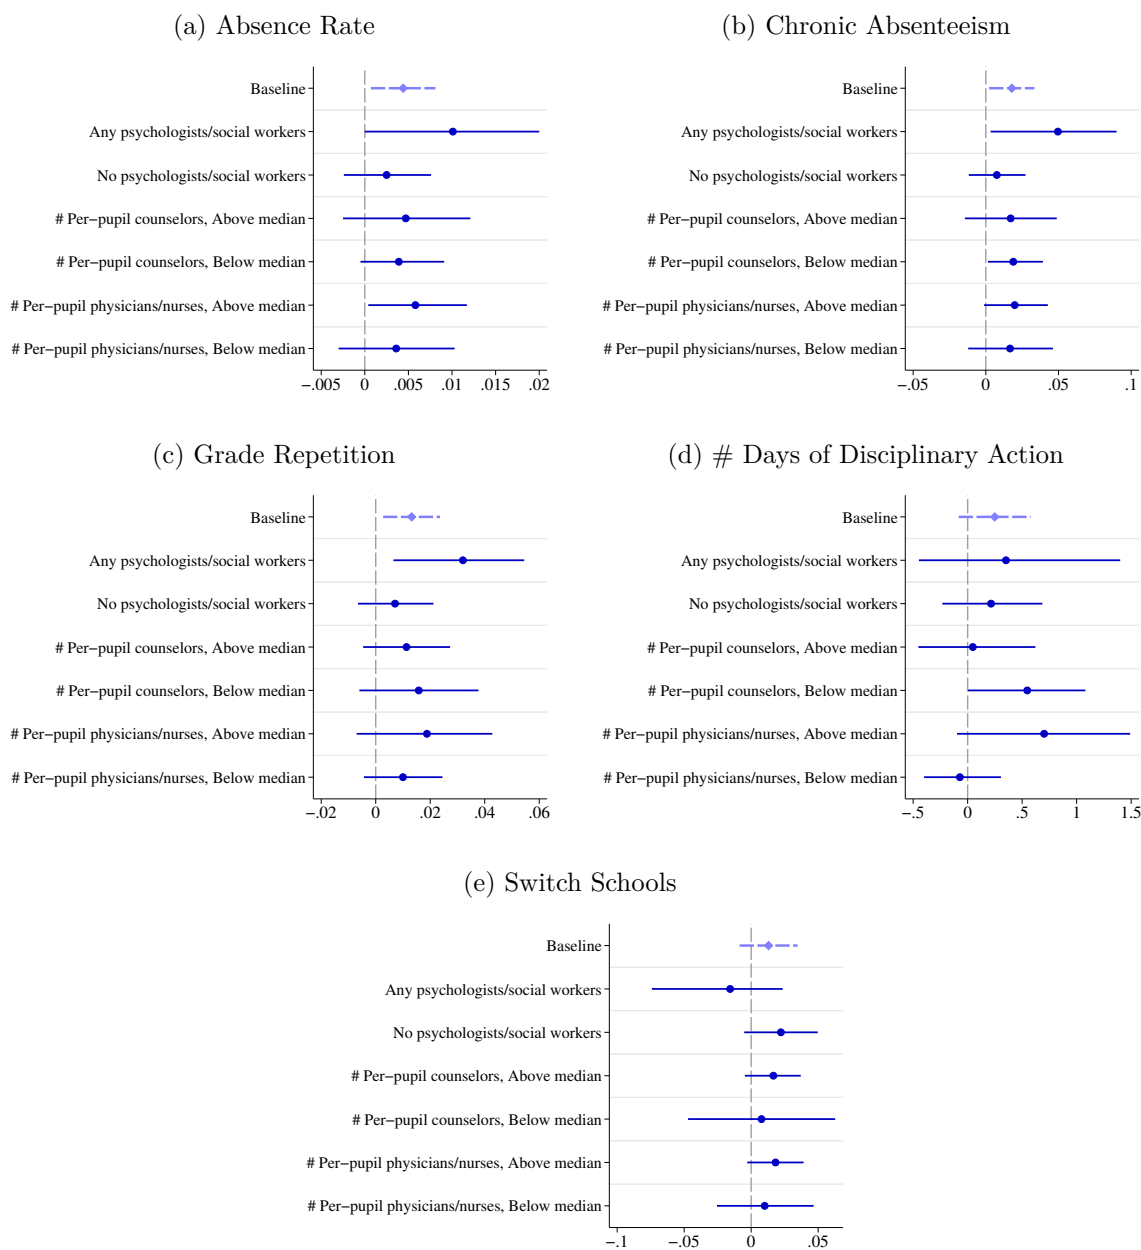 (a) Absence Rate
Baseline
Any psychologists/social workers
No psychologists/social workers
# Per−pupil counselors, Above median
# Per−pupil counselors, Below median
# Per−pupil physicians/nurses, Above median
# Per−pupil physicians/nurses, Below median
−.005 0 .005 .010 .015 .02
(b) Chronic Absenteeism
Baseline
Any psychologists/social workers
No psychologists/social workers
# Per−pupil counselors, Above median
# Per−pupil counselors, Below median
# Per−pupil physicians/nurses, Above median
# Per−pupil physicians/nurses, Below median
−.05 0 .05 .1
(c) Grade Repetition
Baseline
Any psychologists/social workers
No psychologists/social workers
# Per−pupil counselors, Above median
# Per−pupil counselors, Below median
# Per−pupil physicians/nurses, Above median
# Per−pupil physicians/nurses, Below median
−.02 0 .02 .04 .06
(d) # Days of Disciplinary Action
Baseline
Any psychologists/social workers
No psychologists/social workers
# Per−pupil counselors, Above median
# Per−pupil counselors, Below median
# Per−pupil physicians/nurses, Above median
# Per−pupil physicians/nurses, Below median
−.5 0 .5 1 1.5
(e) Switch Schools
Baseline
Any psychologists/social workers
No psychologists/social workers
# Per−pupil counselors, Above median
# Per−pupil counselors, Below median
# Per−pupil physicians/nurses, Above median
# Per−pupil physicians/nurses, Below median
−.1 −.05 0 .05